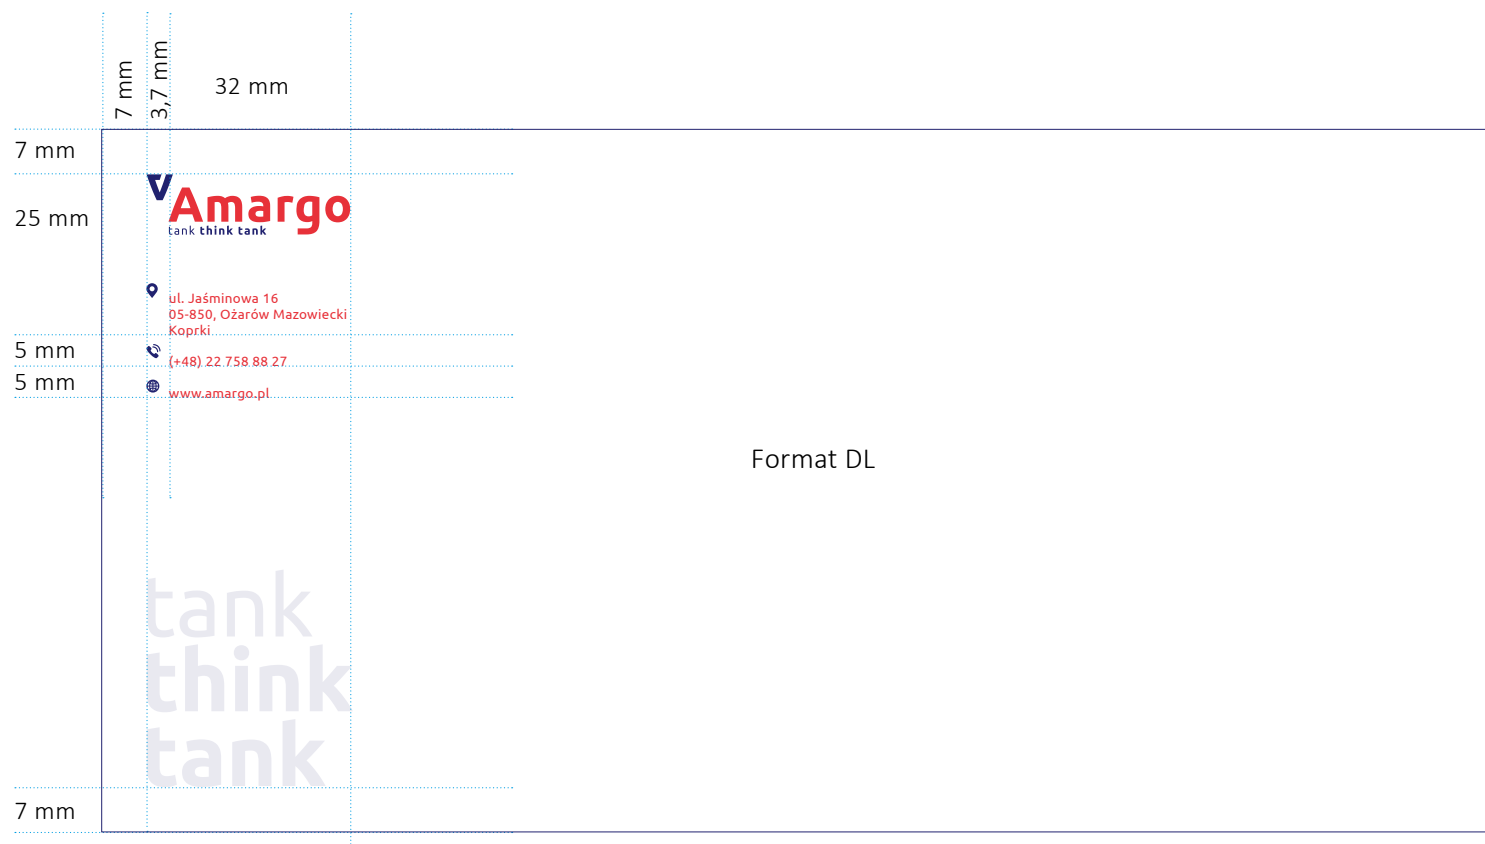 7 mm
3,7 mm
32 mm
7 mm
25 mm
Amargo
tank think tank
ul. Jaśminowa 16
05-850, Ożarów Mazowiecki
Koprki
5 mm
(+48) 22 758 88 27
5 mm
www.amargo.pl
Format DL
tank
think
tank
7 mm